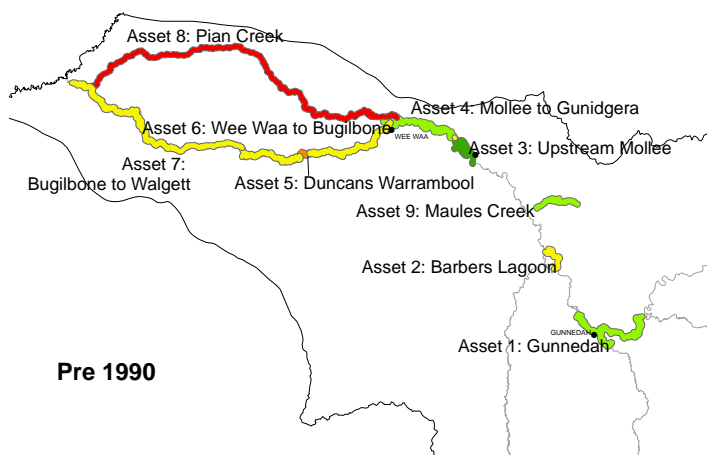 Asset 8: Pian Creek
Asset 4: Mollee to Gunidgera
Asset 6: Wee Waa to Bugilbone
WEE WAA
Asset 3: Upstream Mollee
Asset 7:
Bugilbone to Walgett
Asset 5: Duncans Warrambool
Asset 9: Maules Creek
Asset 2: Barbers Lagoon
GUNNEDAH
Asset 1: Gunnedah
Pre 1990